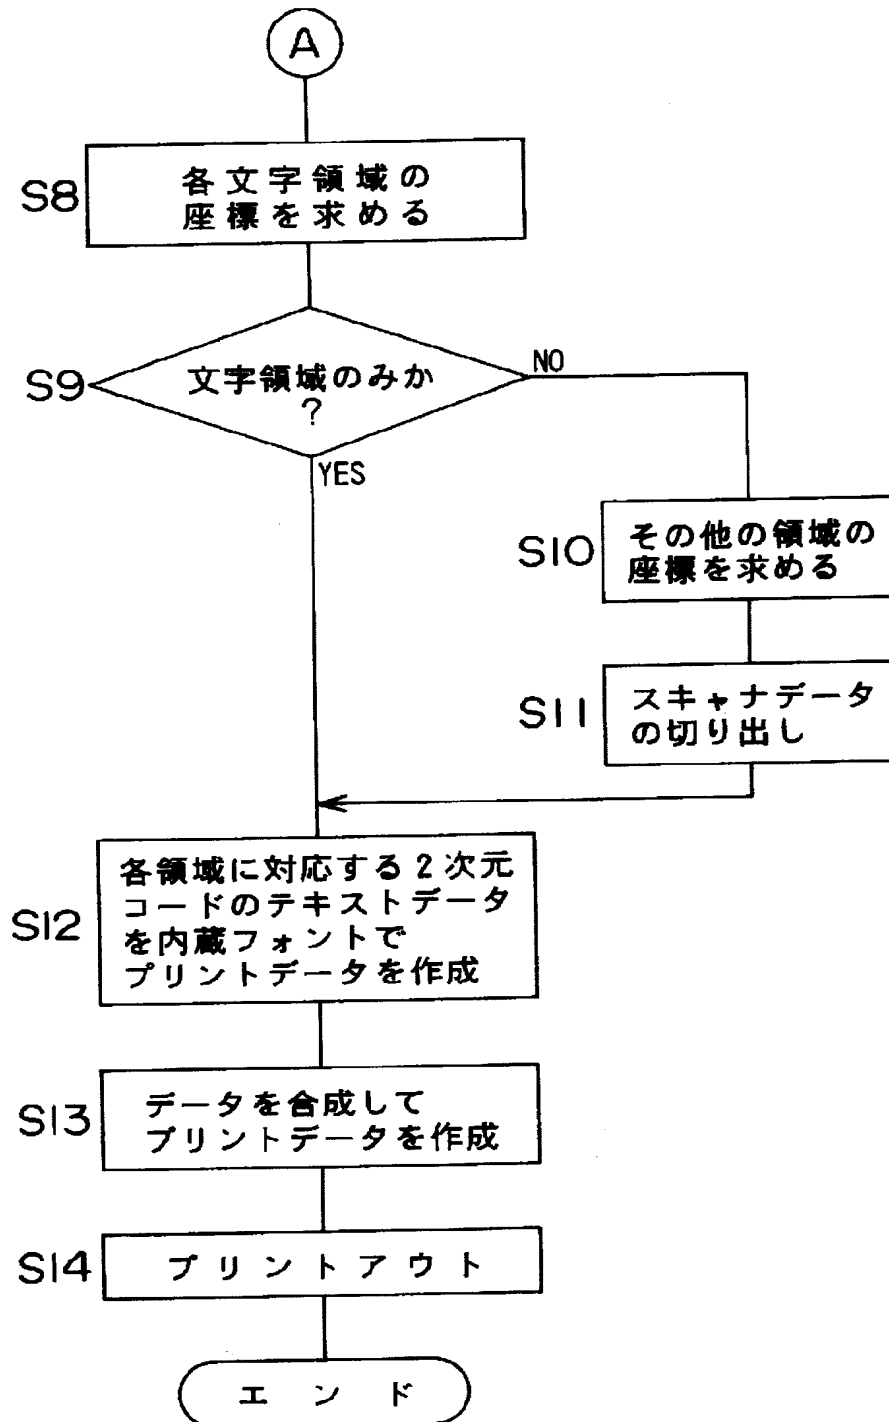 A
S8
各文字領域の
座標を求める
S9
文字領域のみか
?
NO
YES
S10
その他の領域の
座標を求める
S11
スキャナデータ
の切り出し
S12
各領域に対応する2次元
コードのテキストデータ
を内蔵フォントで
プリントデータを作成
S13
データを合成して
プリントデータを作成
S14
プリントアウト
エンド